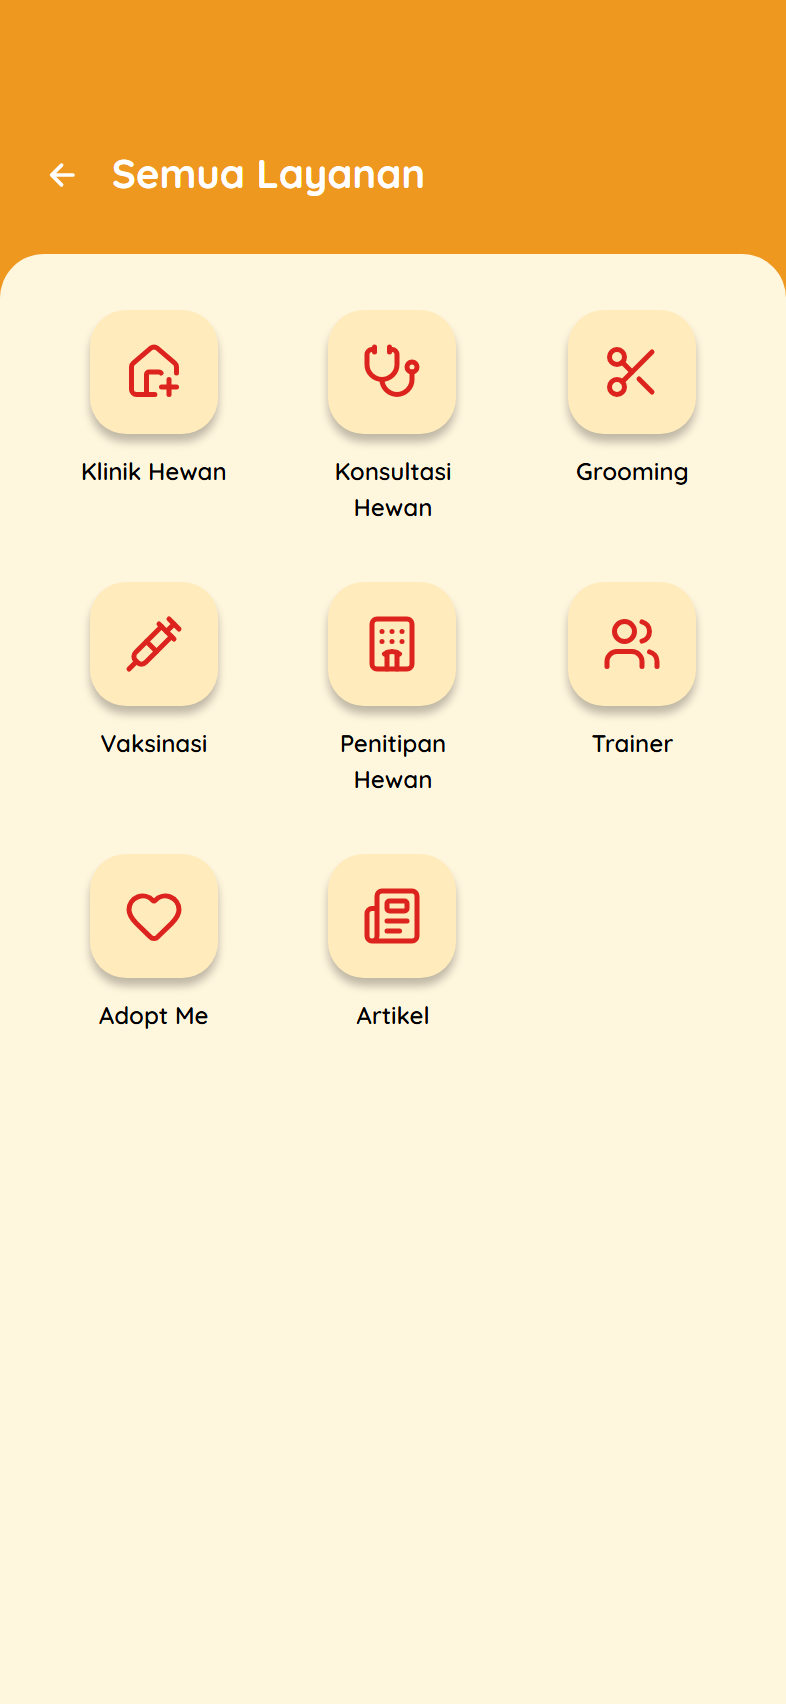 Semua Layanan
Klinik Hewan
Konsultasi
Hewan
Grooming
Vaksinasi
Penitipan
Hewan
Trainer
Adopt Me
Artikel